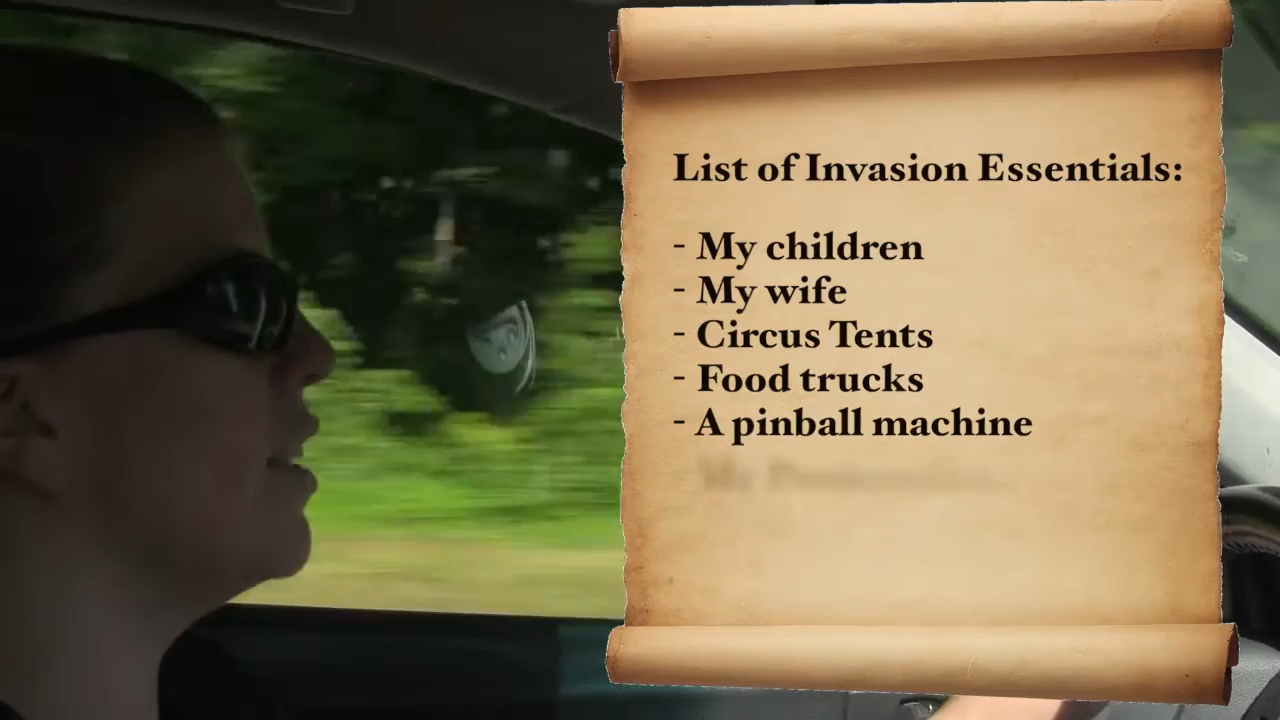 List of Invasion Essentials:
- My children
- My wife
- Circus Tents
- Food trucks
- A pinball machine